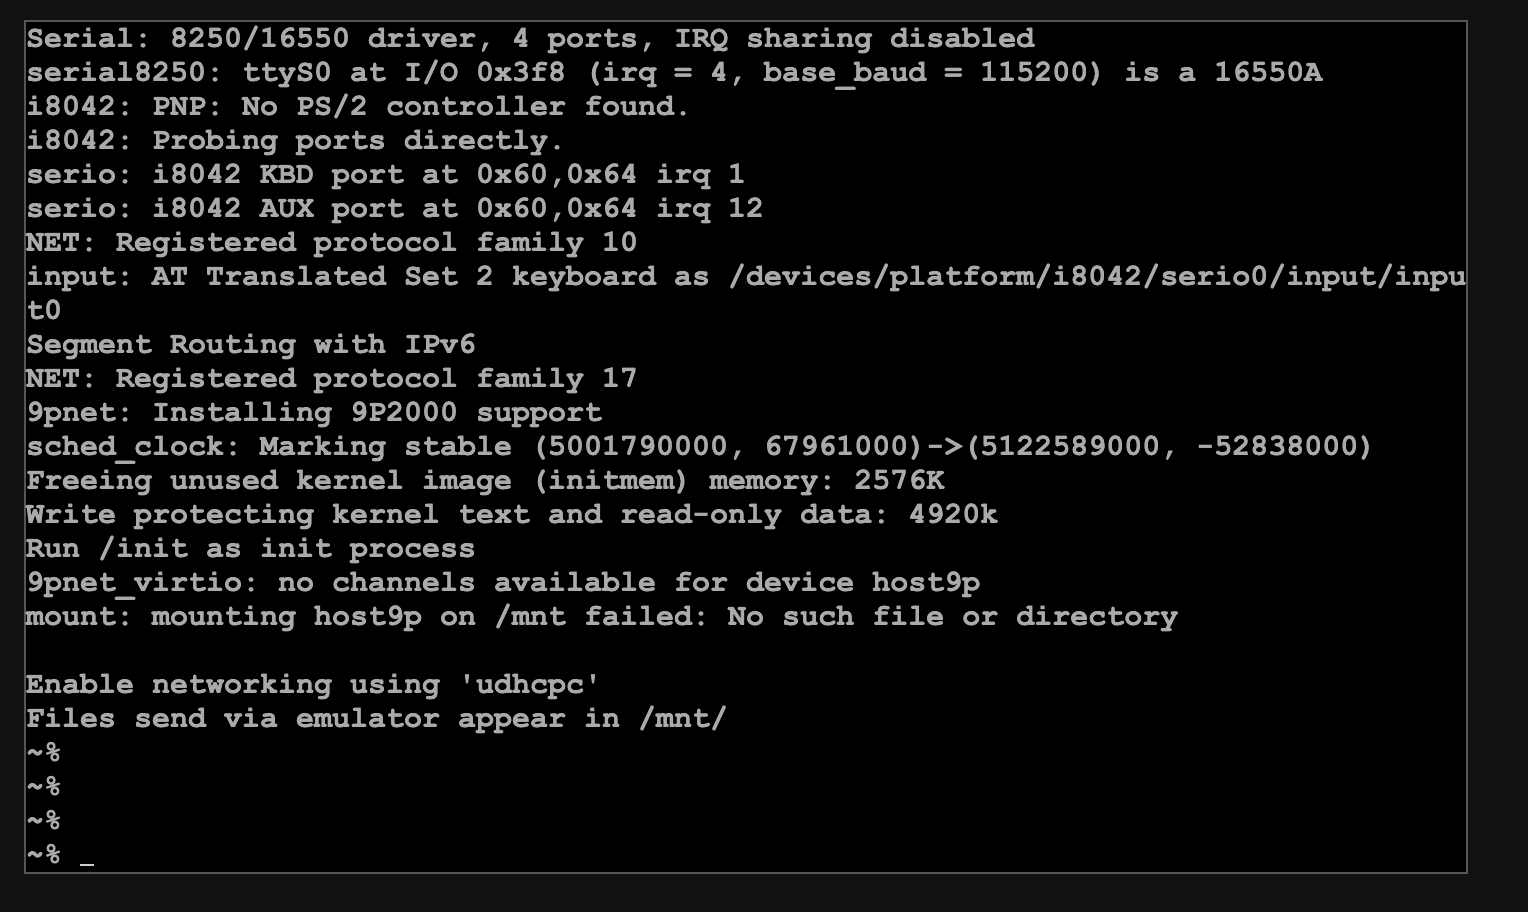 Serial: 8250/16550 driver, 4 ports, IRQ sharing disabled
serial8250: ttyS0 at I/O 0x3f8 (irq = 4, base_baud = 115200) is a 16550A
i8042: PNP: No PS/2 controller found.
i8042: Probing ports directly.
serio: i8042 KBD port at 0x60,0x64 irq 1
serio: i8042 AUX port at 0x60,0x64 irq 12
NET: Registered protocol family 10
input: AT Translated Set 2 keyboard as /devices/platform/i8042/serio0/input/inpu
t0
Segment Routing with IPv6
NET: Registered protocol family 17
9pnet: Installing 9P2000 support
sched_clock: Marking stable (5001790000, 67961000)->(5122589000, -52838000)
Freeing unused kernel image (initmem) memory: 2576K
Write protecting kernel text and read-only data: 4920k
Run /init as init process
9pnet_virtio: no channels available for device host9p
mount: mounting host9p on /mnt failed: No such file or directory

Enable networking using 'udhcpc'
Files send via emulator appear in /mnt/
~%
~%
~%
~% _